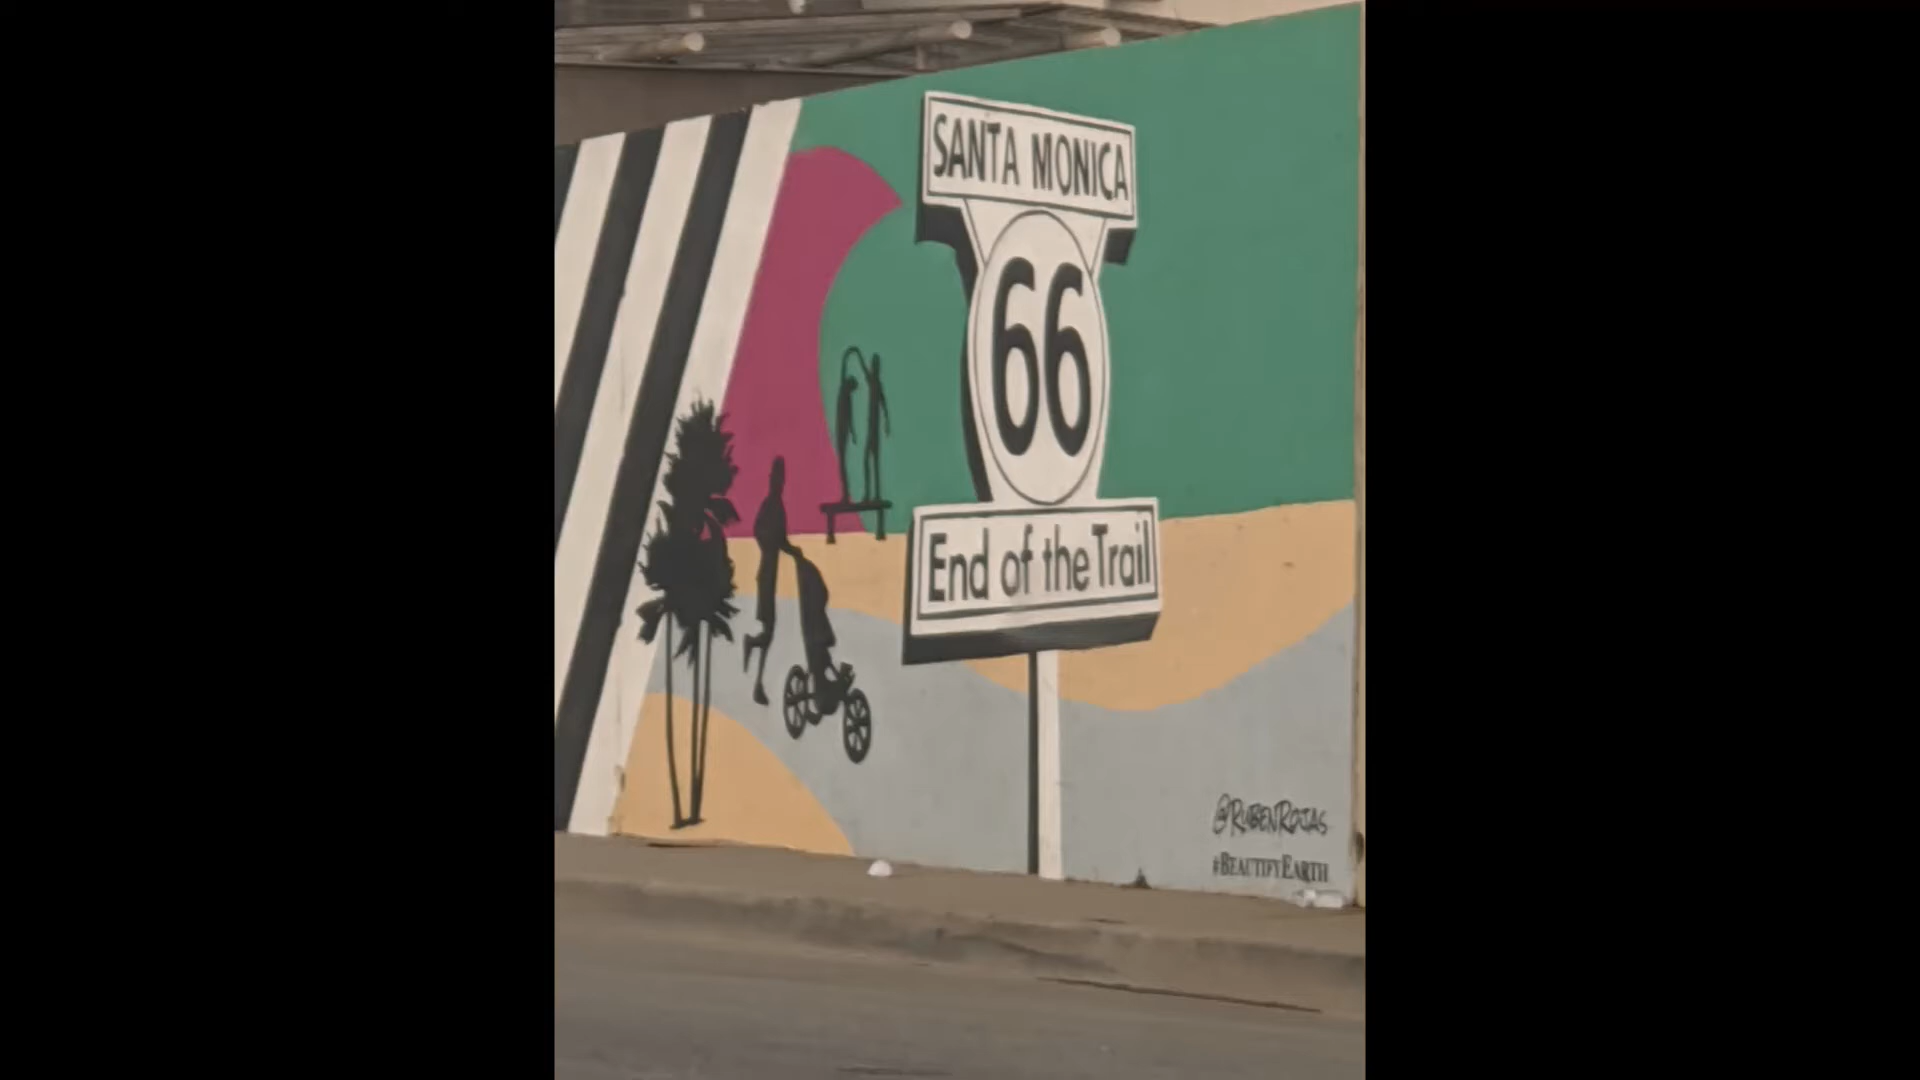 SANTA MONICA
66
End of the Trail
@RUBENROJAS
#BEAUTIFYEARTH